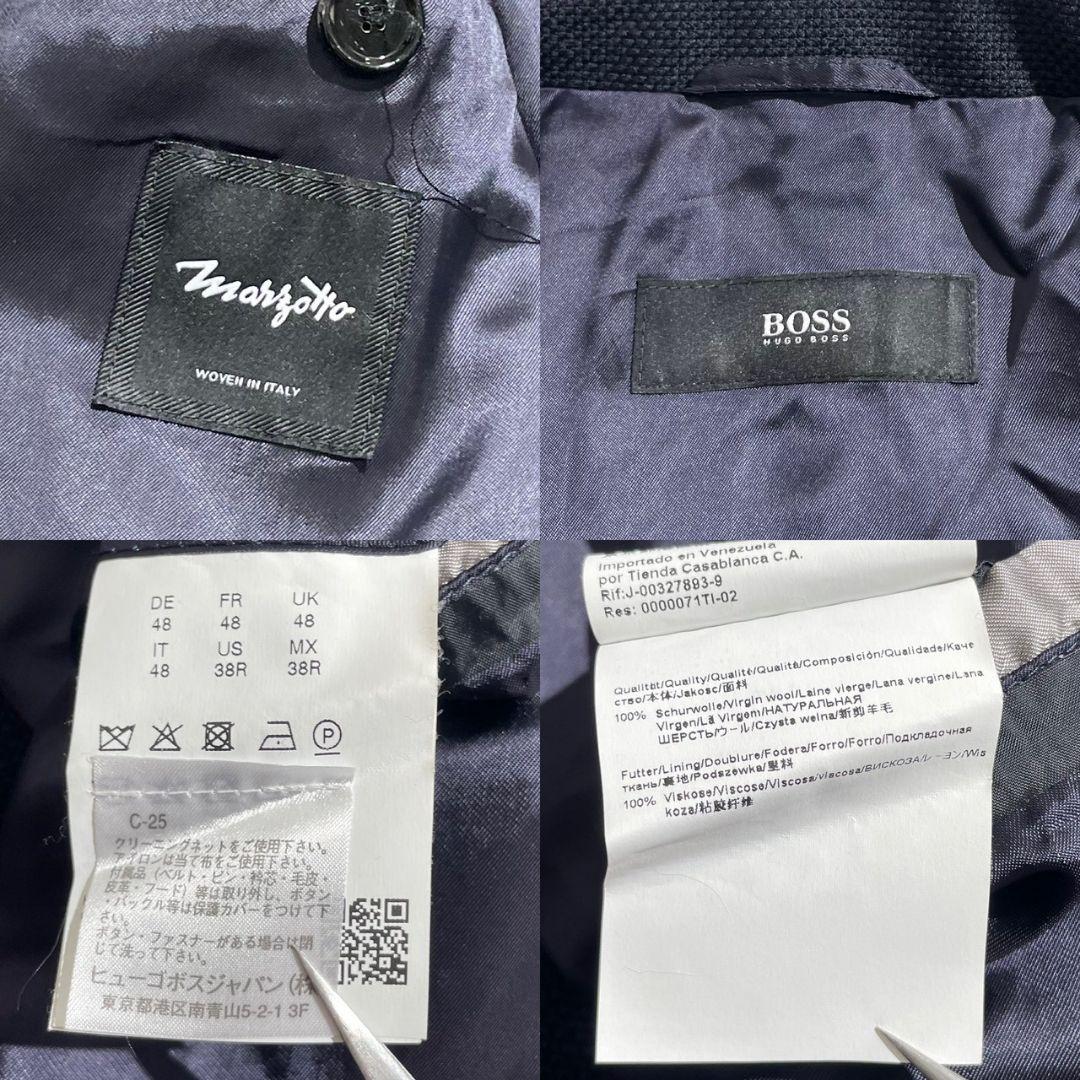 marzotto
WOVEN IN ITALY
BOSS
HUGO BOSS
DE FR UK
48 48 48
IT US MX
48 38R 38R
P
C-25
クリーニングネットをご使用下さい。
アイロンは当て布をご使用下さい。
付属品(ベルト・ピン・衿芯・毛皮・
皮革・フード)等は取り外し、ボタン
・バックル等は保護カバーをつけて下
さい。
ボタン・ファスナーがある場合は閉
じて洗って下さい。
ヒューゴボスジャパン(株
東京都港区南青山5-2-1 3F
Importado en Venezuela
por Tienda Casablanca C.A.
Rif:J-00327893-9
Res: 0000071TI-02
Qualität/Quality/Qualité/Qualità/Composición/Qualidade/Каче
ство/本体/Jakosc/面料
100% Schurwolle/Virgin wool/Laine vierge/Lana vergine/Lana
Virgen/Lã Virgem/НАТУРАЛЬНАЯ
ШЕРСТЬ/ウール/Czysta welna/新剪羊毛
Futter/Lining/Doublure/Fodera/Forro/Forro/Подкладочная
ткань/裏地/Podszewka/里料
100% Viskose/Viscose/Viscose/Viscosa/viscosa/ВИСКОЗА/レーヨン/Wis
koza/粘胶纤维